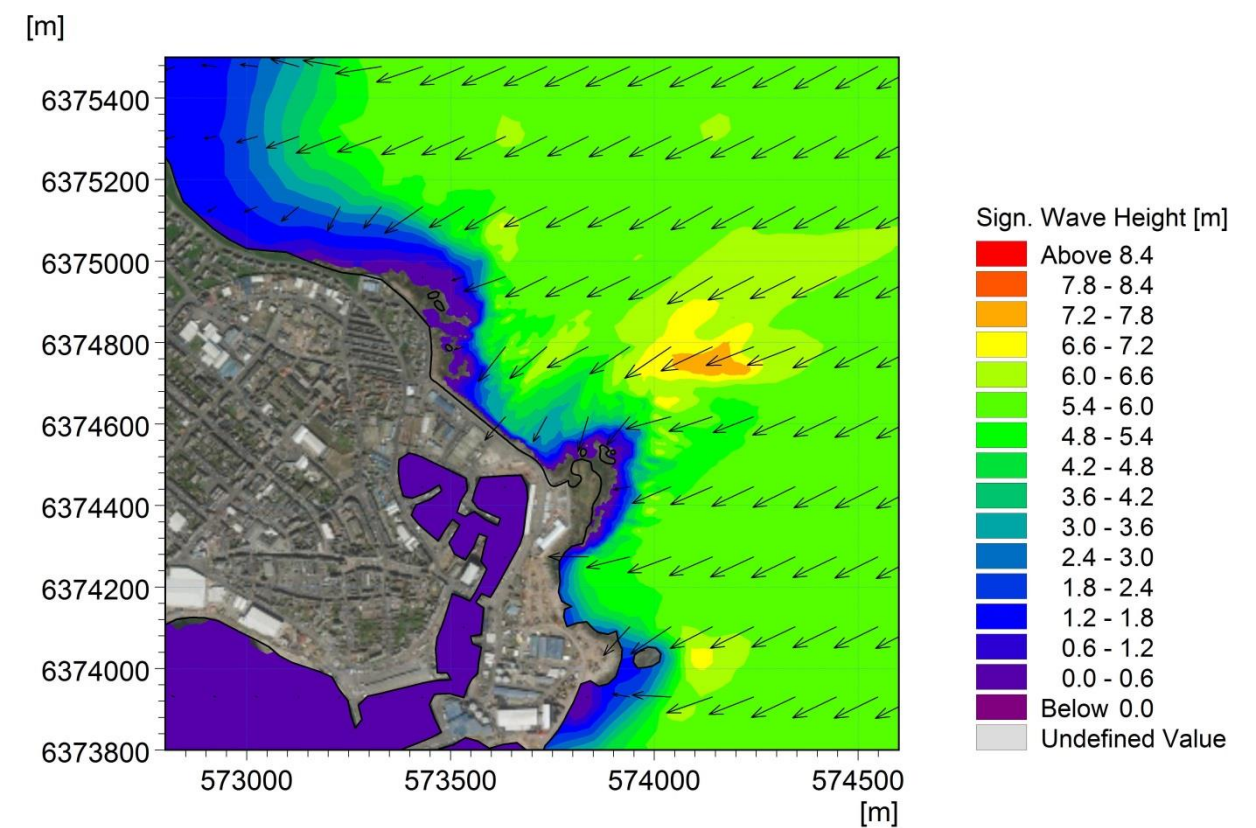 [m]
6375400
6375200
6375000
6374800
6374600
6374400
6374200
6374000
6373800
573000 573500 574000 574500
[m]
Sign. Wave Height [m]
Above 8.4
7.8 - 8.4
7.2 - 7.8
6.6 - 7.2
6.0 - 6.6
5.4 - 6.0
4.8 - 5.4
4.2 - 4.8
3.6 - 4.2
3.0 - 3.6
2.4 - 3.0
1.8 - 2.4
1.2 - 1.8
0.6 - 1.2
0.0 - 0.6
Below 0.0
Undefined Value